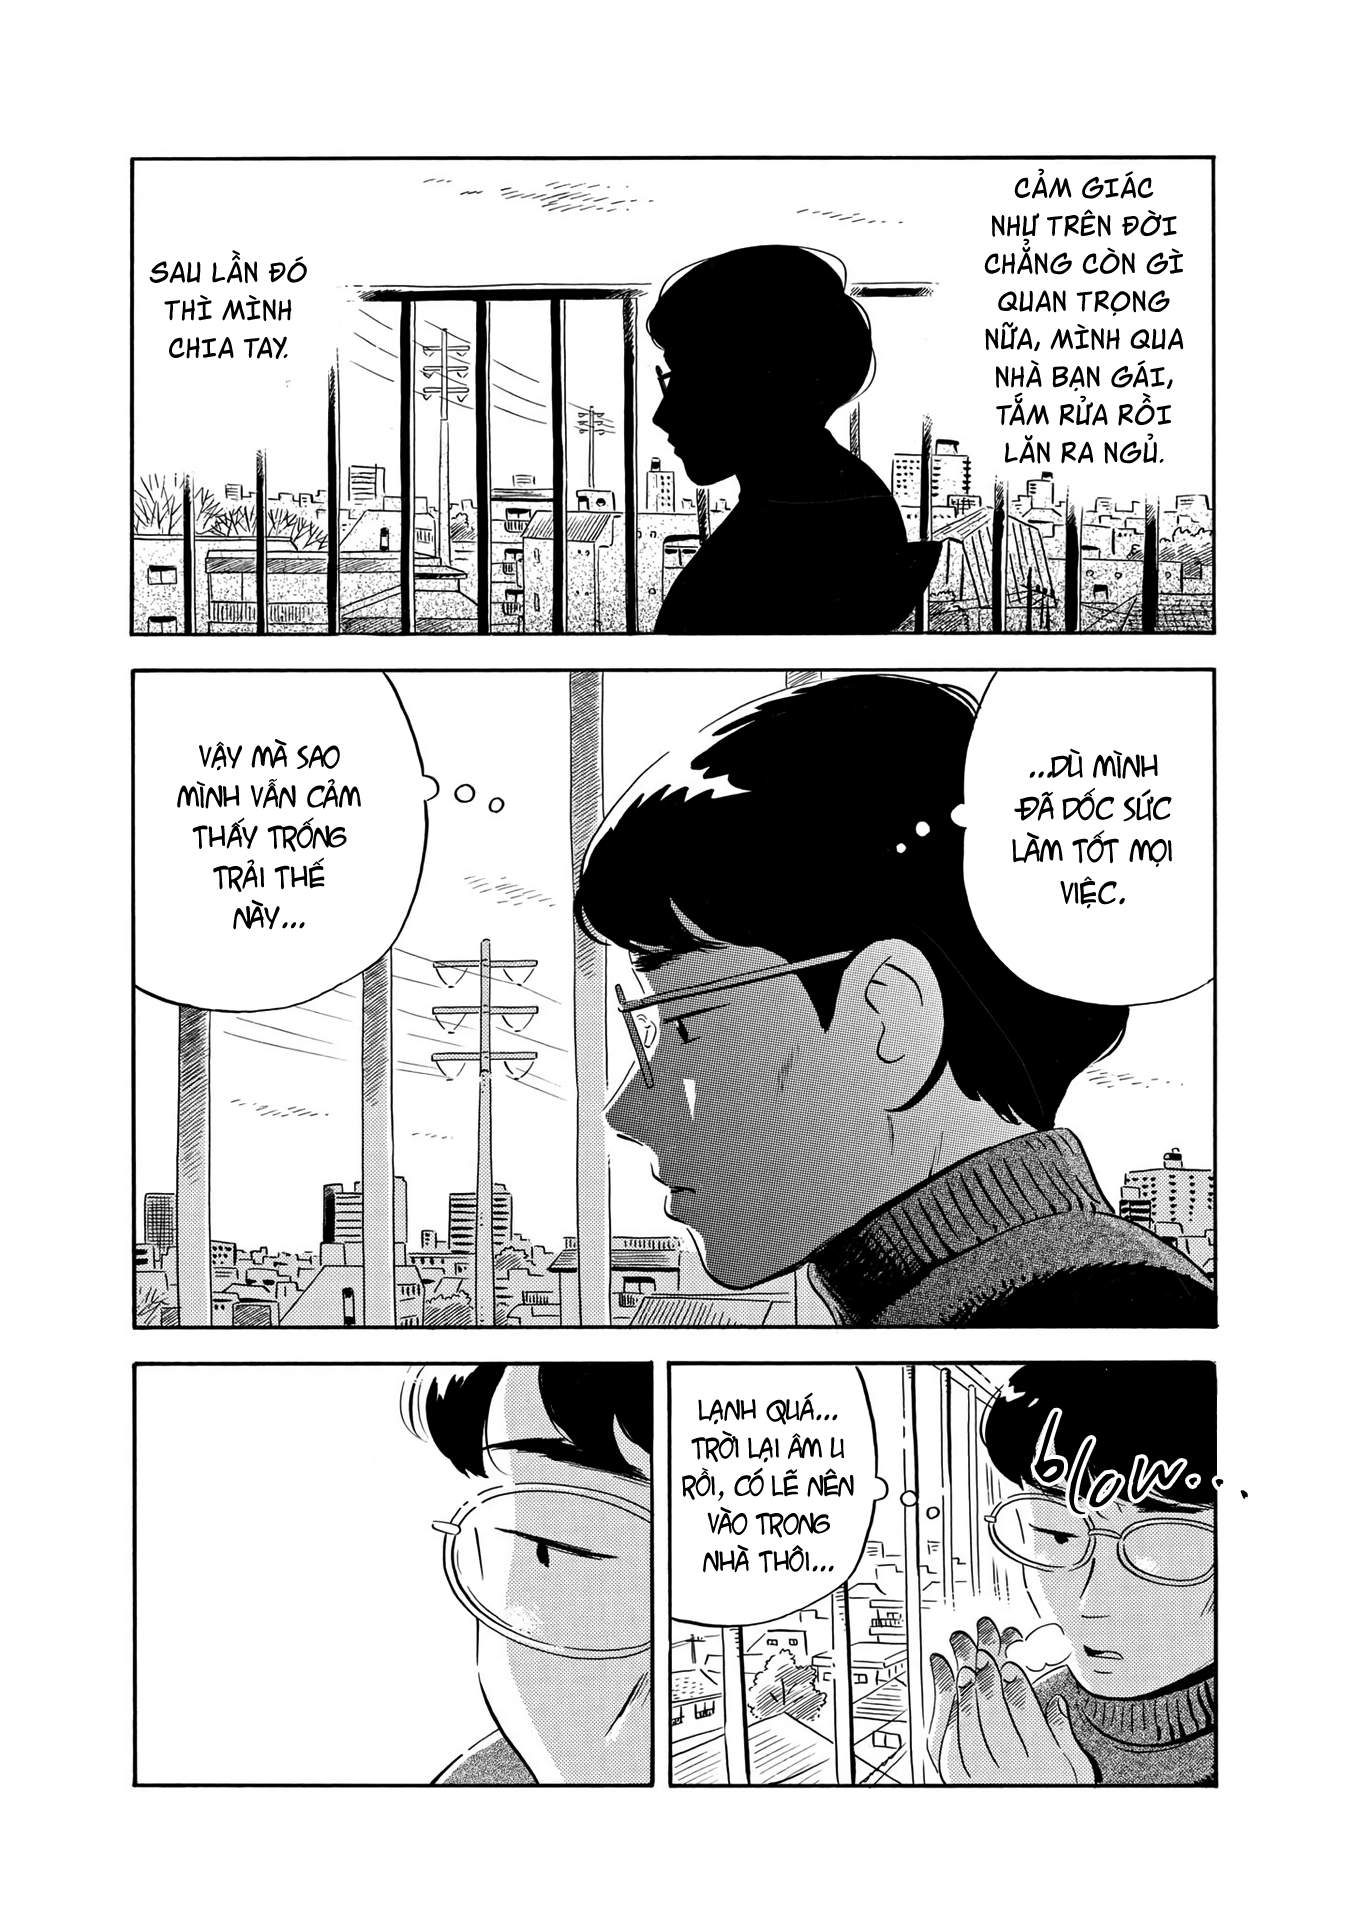 CẢM GIÁC
NHƯ TRÊN ĐỜI
CHẲNG CÒN GÌ
QUAN TRỌNG
NỮA, MÌNH QUA
NHÀ BẠN GÁI,
TẮM RỬA RỒI
LĂN RA NGỦ.
SAU LẦN ĐÓ
THÌ MÌNH
CHIA TAY.
...DÙ MÌNH
ĐÃ DỐC SỨC
LÀM TỐT MỌI
VIỆC.
VẬY MÀ SAO
MÌNH VẪN CẢM
THẤY TRỐNG
TRẢI THẾ
NÀY...
blow...
LẠNH QUÁ...
TRỜI LẠI ÂM U
RỒI, CÓ LẼ NÊN
VÀO TRONG
NHÀ THÔI...